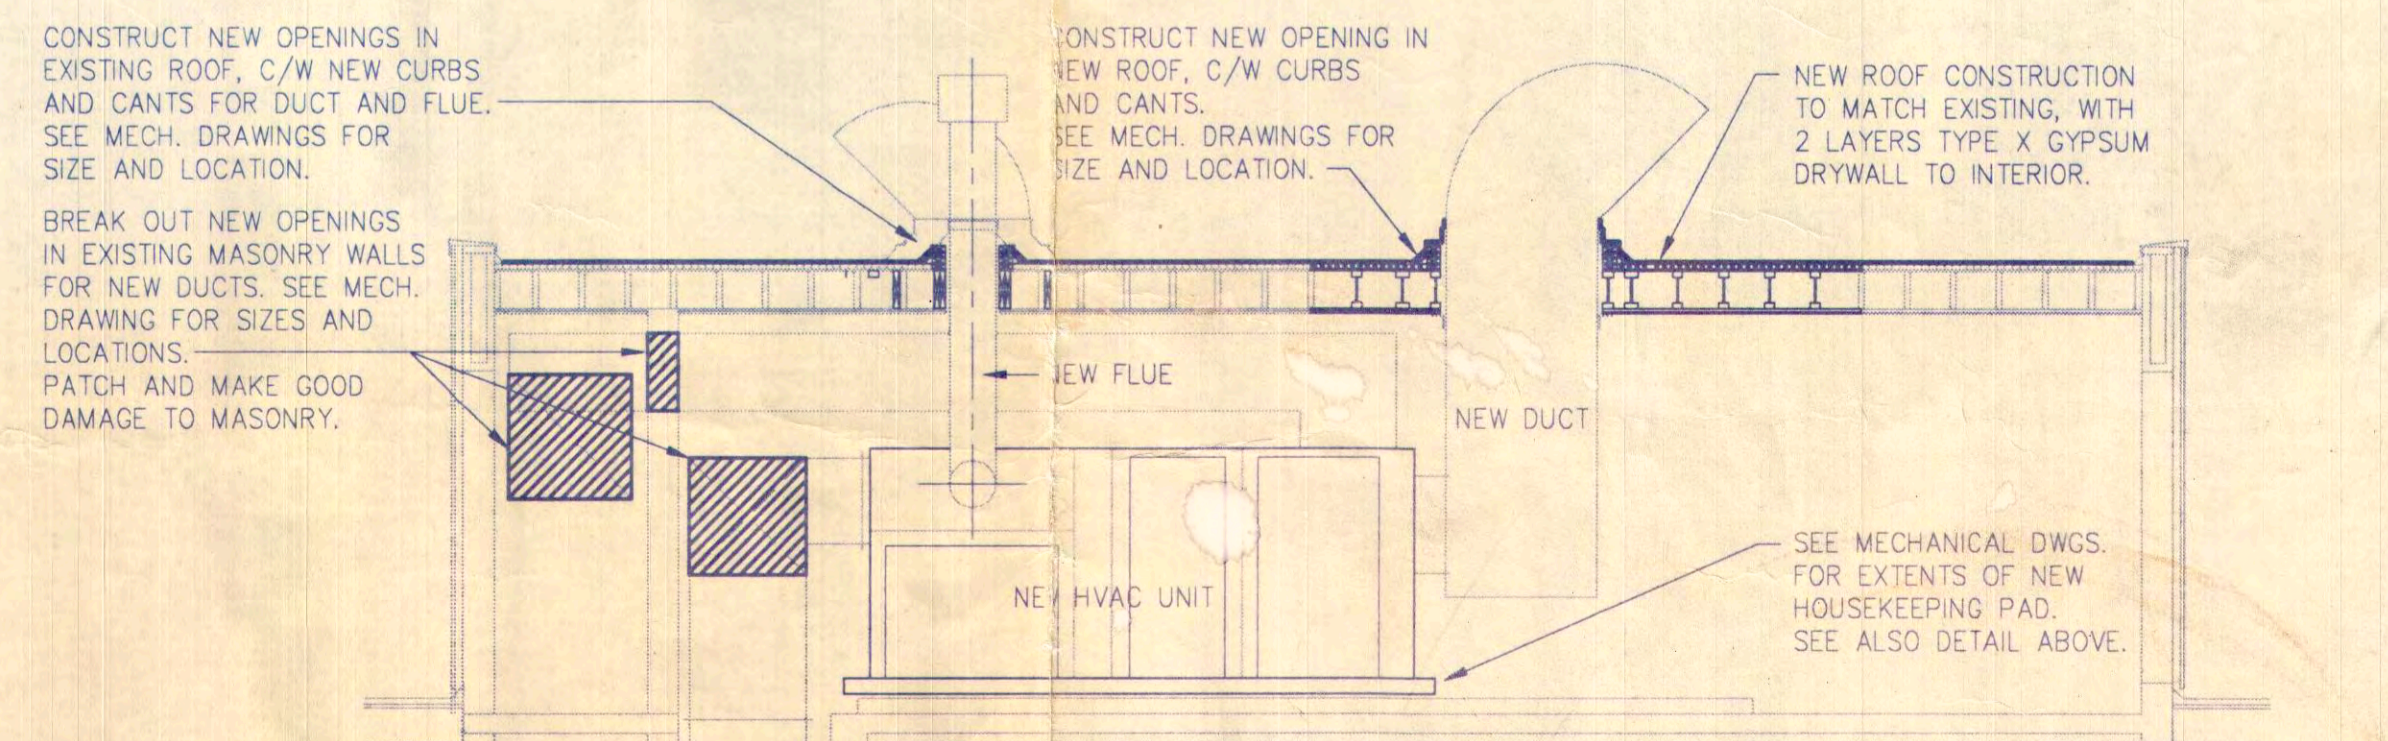 CONSTRUCT NEW OPENINGS IN
EXISTING ROOF, C/W NEW CURBS
AND CANTS FOR DUCT AND FLUE.
SEE MECH. DRAWINGS FOR
SIZE AND LOCATION.
BREAK OUT NEW OPENINGS
IN EXISTING MASONRY WALLS
FOR NEW DUCTS. SEE MECH.
DRAWING FOR SIZES AND
LOCATIONS.
PATCH AND MAKE GOOD
DAMAGE TO MASONRY.
CONSTRUCT NEW OPENING IN
NEW ROOF, C/W CURBS
AND CANTS.
SEE MECH. DRAWINGS FOR
SIZE AND LOCATION.
NEW ROOF CONSTRUCTION
TO MATCH EXISTING, WITH
2 LAYERS TYPE X GYPSUM
DRYWALL TO INTERIOR.
NEW FLUE
NEW DUCT
NEW HVAC UNIT
SEE MECHANICAL DWGS.
FOR EXTENTS OF NEW
HOUSEKEEPING PAD.
SEE ALSO DETAIL ABOVE.